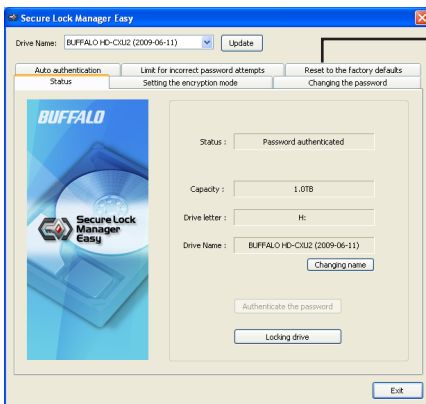 Secure Lock Manager Easy
Drive Name: BUFFALO HD-CXU2 (2009-06-11) Update
Auto authentication Limit for incorrect password attempts Reset to the factory defaults
Status Setting the encryption mode Changing the password
BUFFALO
Secure Lock
Manager
Easy
Status : Password authenticated
Capacity : 1.0TB
Drive letter : H:
Drive Name : BUFFALO HD-CXU2 (2009-06-11)
Changing name
Authenticate the password
Locking drive
Exit